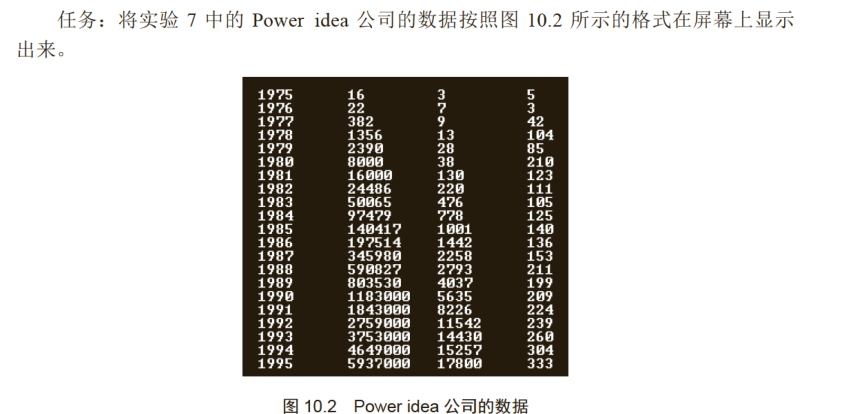 任务：将实验 7 中的 Power idea 公司的数据按照图 10.2 所示的格式在屏幕上显示
出来。
1975 16 3 5
1976 22 7 3
1977 382 9 42
1978 1356 13 104
1979 2390 28 85
1980 8000 38 210
1981 16000 130 123
1982 24486 220 111
1983 50065 476 105
1984 97479 778 125
1985 140417 1001 140
1986 197514 1442 136
1987 345980 2258 153
1988 590827 2793 211
1989 803530 4037 199
1990 1183000 5635 209
1991 1843000 8226 224
1992 2759000 11542 239
1993 3753000 14430 260
1994 4649000 15257 304
1995 5937000 17800 333
图 10.2 Power idea 公司的数据